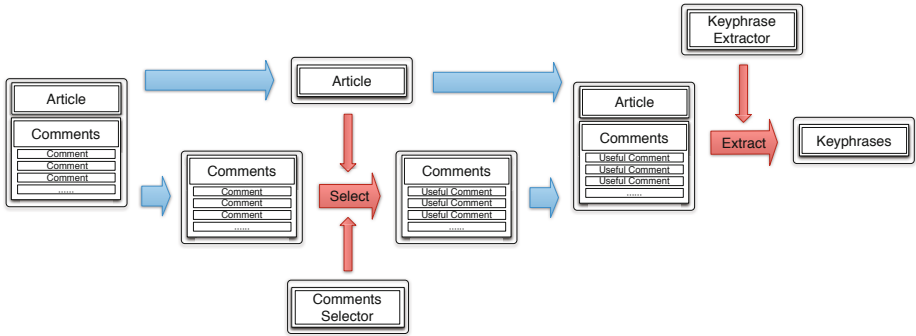 Article
Comments
Comment
Comment
Comment
......
Comments
Comment
Comment
Comment
......
Article
Select
Comments
Selector
Comments
Useful Comment
Useful Comment
Useful Comment
......
Article
Comments
Useful Comment
Useful Comment
Useful Comment
......
Keyphrase
Extractor
Extract
Keyphrases